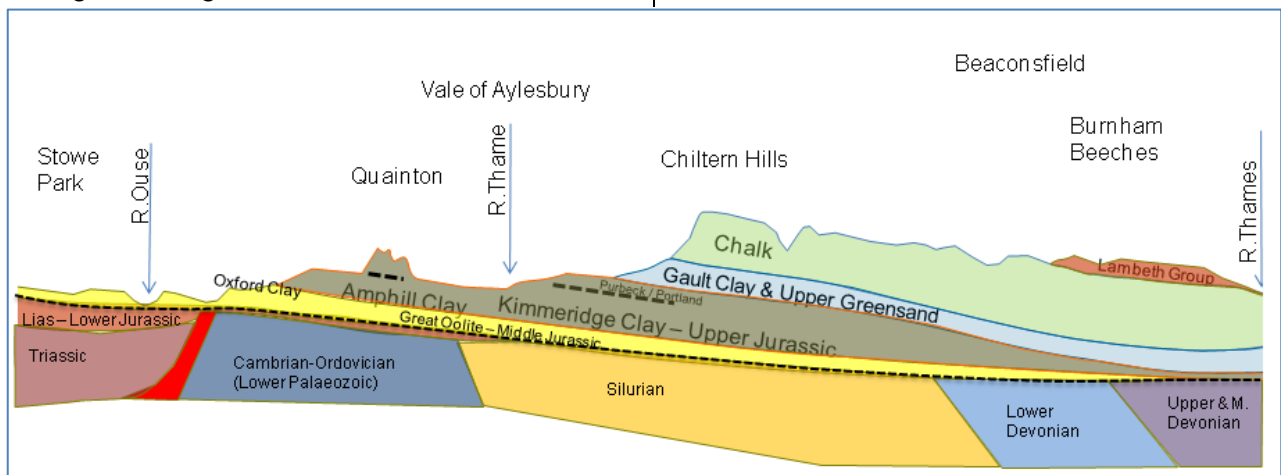 Beaconsfield
Vale of Aylesbury
Burnham
Beeches
Stowe
Park
R.Ouse
Quainton
R.Thame
Chiltern Hills
R.Thames
Chalk
Lambeth Group
Oxford Clay
Gault Clay & Upper Greensand
Purbeck / Portland
Amphill Clay
Kimmeridge Clay – Upper Jurassic
Lias – Lower Jurassic
Great Oolite – Middle Jurassic
Triassic
Cambrian-Ordovician
(Lower Palaeozoic)
Silurian
Lower
Devonian
Upper & M.
Devonian